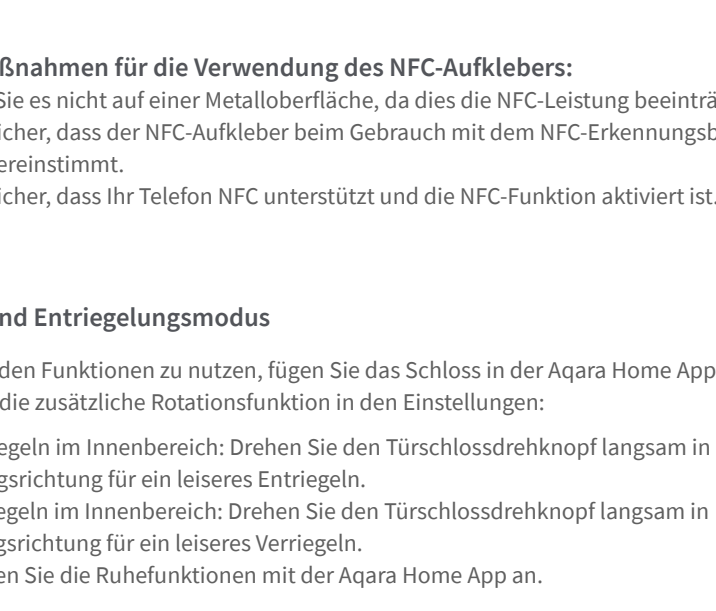 ßnahmen für die Verwendung des NFC-Aufklebers:
Sie es nicht auf einer Metalloberfläche, da dies die NFC-Leistung beeinträ
icher, dass der NFC-Aufkleber beim Gebrauch mit dem NFC-Erkennungsb
ereinstimmt.
icher, dass Ihr Telefon NFC unterstützt und die NFC-Funktion aktiviert ist.
nd Entriegelungsmodus
den Funktionen zu nutzen, fügen Sie das Schloss in der Aqara Home App
die zusätzliche Rotationsfunktion in den Einstellungen:
egeln im Innenbereich: Drehen Sie den Türschlossdrehknopf langsam in
gsrichtung für ein leiseres Entriegeln.
egeln im Innenbereich: Drehen Sie den Türschlossdrehknopf langsam in
gsrichtung für ein leiseres Verriegeln.
en Sie die Ruhefunktionen mit der Aqara Home App an.